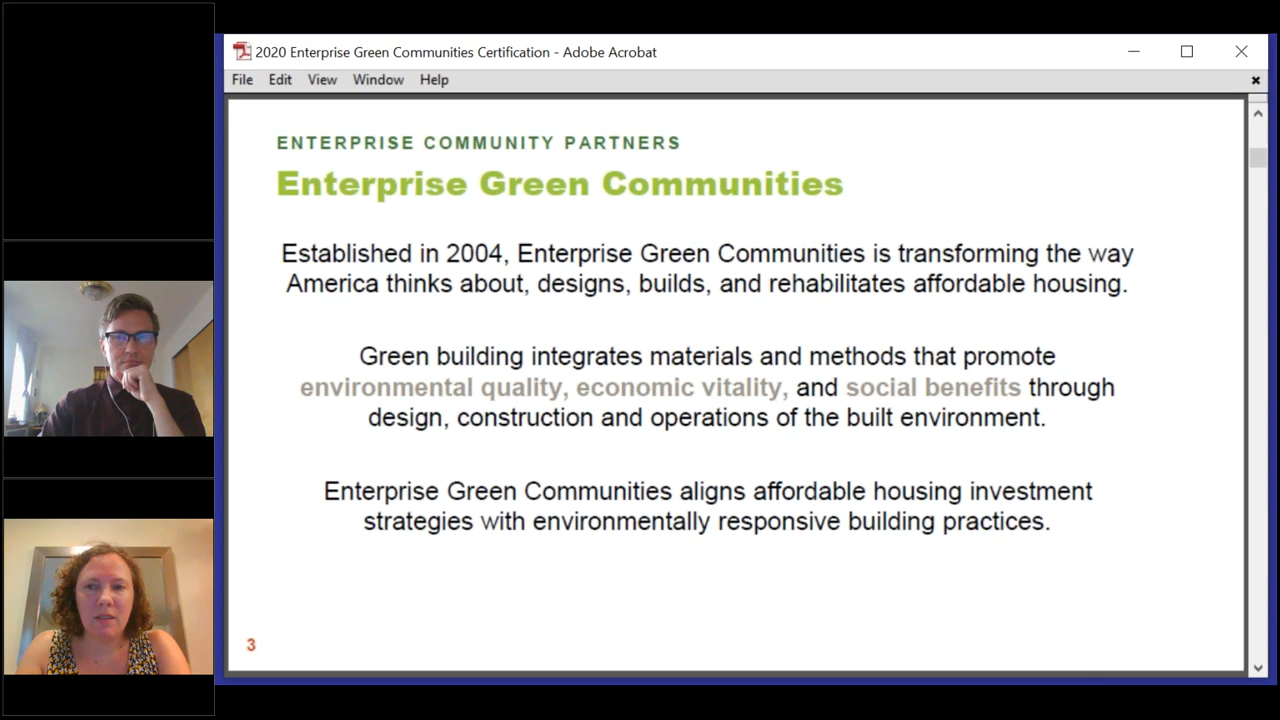 2020 Enterprise Green Communities Certification - Adobe Acrobat
File Edit View Window Help
ENTERPRISE COMMUNITY PARTNERS
Enterprise Green Communities
Established in 2004, Enterprise Green Communities is transforming the way
America thinks about, designs, builds, and rehabilitates affordable housing.
Green building integrates materials and methods that promote
environmental quality, economic vitality, and social benefits through
design, construction and operations of the built environment.
Enterprise Green Communities aligns affordable housing investment
strategies with environmentally responsive building practices.
3